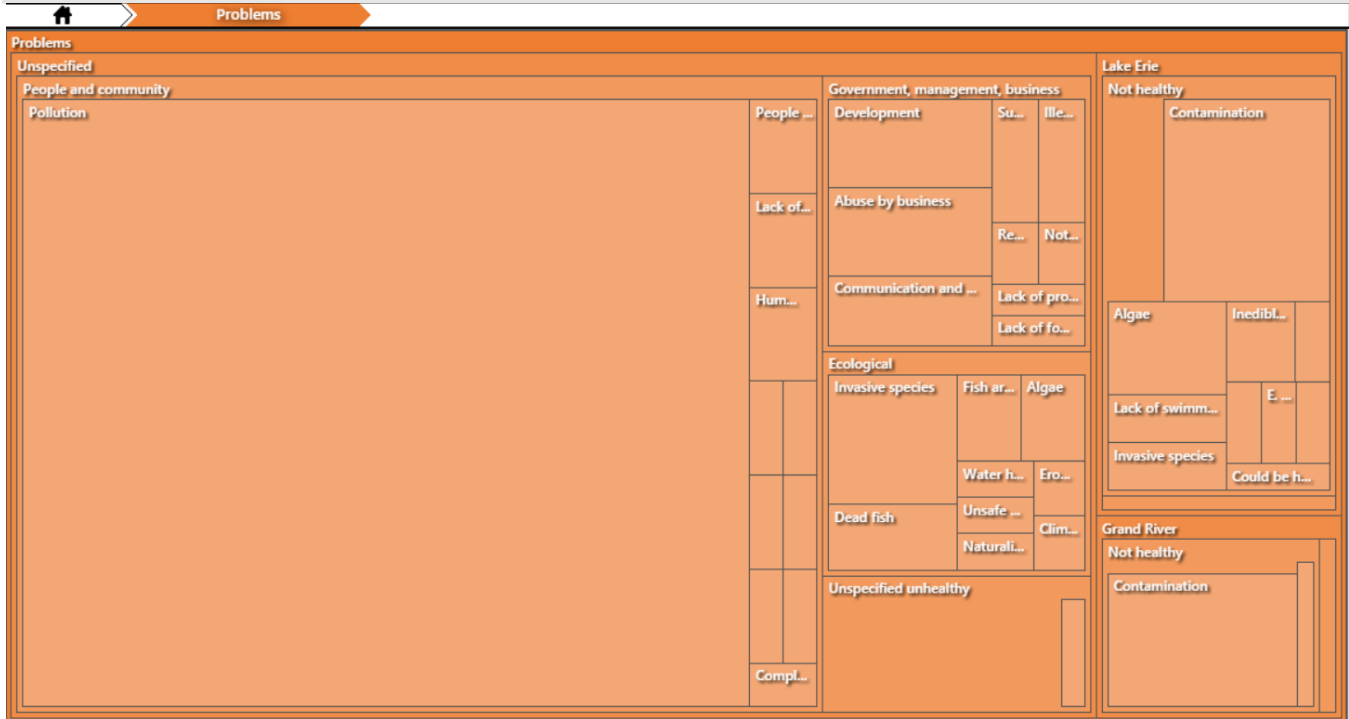 Problems
Problems
Unspecified
People and community
Pollution
People ...
Lack of...
Hum...
Compl...
Government, management, business
Development
Su...
Ille...
Abuse by business
Re...
Not...
Communication and ...
Lack of pro...
Lack of fo...
Ecological
Invasive species
Fish ar...
Algae
Water h...
Ero...
Dead fish
Unsafe ...
Clim...
Naturali...
Unspecified unhealthy
Lake Erie
Not healthy
Contamination
Algae
Inedibl...
Lack of swimm...
E. ...
Invasive species
Could be h...
Grand River
Not healthy
Contamination